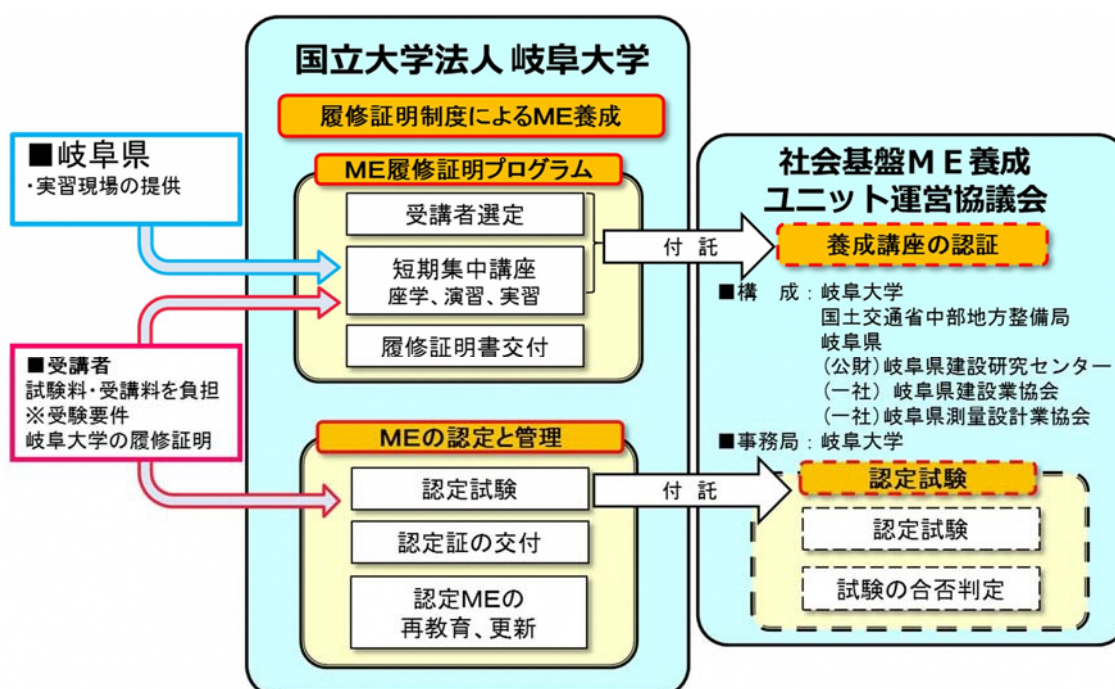 国立大学法人 岐阜大学
履修証明制度によるME養成
■岐阜県
・実習現場の提供
ME履修証明プログラム
受講者選定
短期集中講座
座学、演習、実習
履修証明書交付
■受講者
試験料・受講料を負担
※受験要件
岐阜大学の履修証明
MEの認定と管理
認定試験
認定証の交付
認定MEの
再教育、更新
付 託
付 託
社会基盤ME養成
ユニット運営協議会
養成講座の認証
■構 成：岐阜大学
国土交通省中部地方整備局
岐阜県
(公財)岐阜県建設研究センター
(一社) 岐阜県建設業協会
(一社)岐阜県測量設計業協会
■事務局：岐阜大学
認定試験
認定試験
試験の合否判定